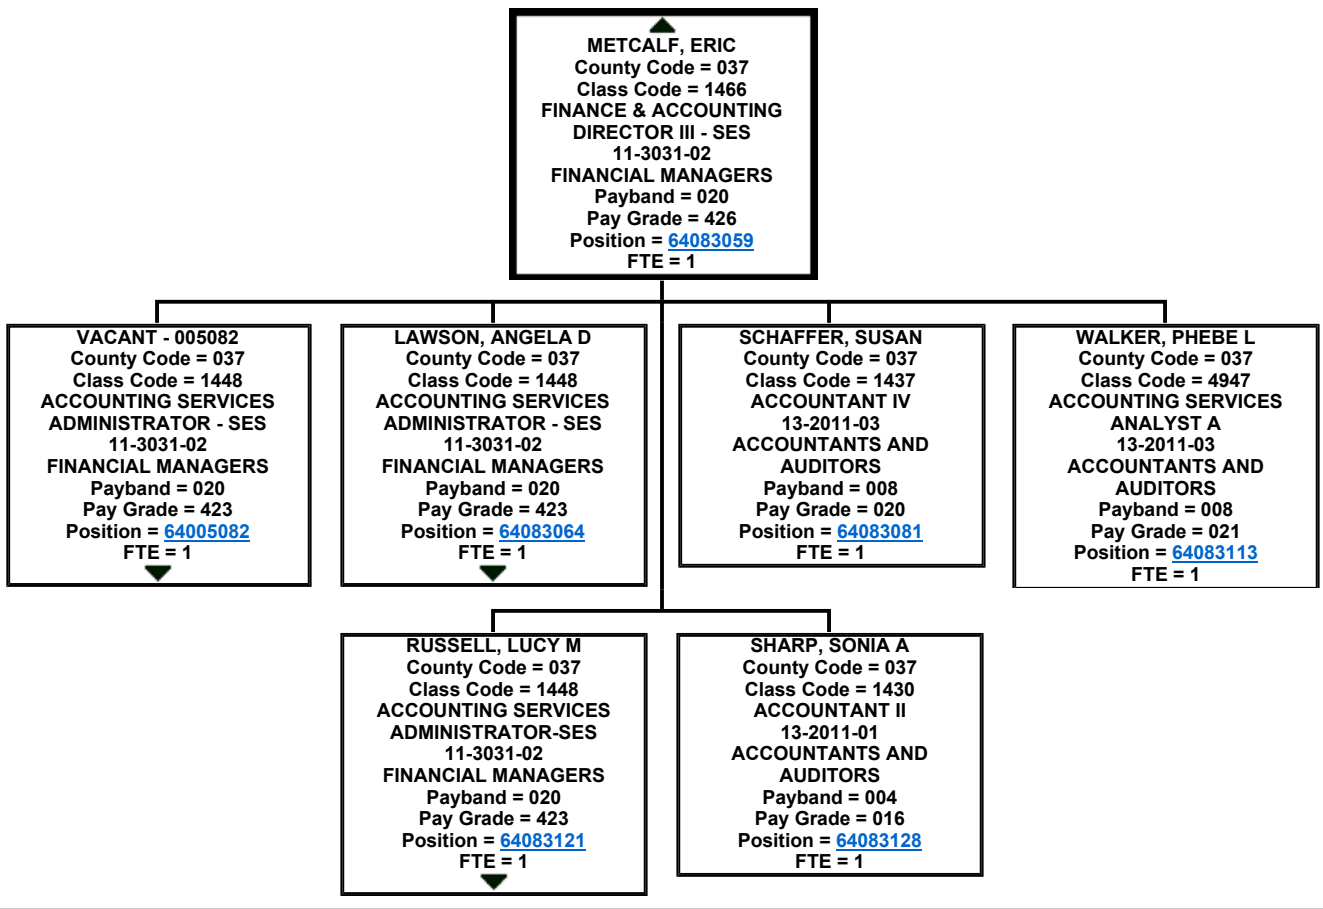 METCALF, ERIC
County Code = 037
Class Code = 1466
FINANCE & ACCOUNTING
DIRECTOR III - SES
11-3031-02
FINANCIAL MANAGERS
Payband = 020
Pay Grade = 426
Position = 64083059
FTE = 1
VACANT - 005082
County Code = 037
Class Code = 1448
ACCOUNTING SERVICES
ADMINISTRATOR - SES
11-3031-02
FINANCIAL MANAGERS
Payband = 020
Pay Grade = 423
Position = 64005082
FTE = 1
LAWSON, ANGELA D
County Code = 037
Class Code = 1448
ACCOUNTING SERVICES
ADMINISTRATOR - SES
11-3031-02
FINANCIAL MANAGERS
Payband = 020
Pay Grade = 423
Position = 64083064
FTE = 1
SCHAFFER, SUSAN
County Code = 037
Class Code = 1437
ACCOUNTANT IV
13-2011-03
ACCOUNTANTS AND
AUDITORS
Payband = 008
Pay Grade = 020
Position = 64083081
FTE = 1
WALKER, PHEBE L
County Code = 037
Class Code = 4947
ACCOUNTING SERVICES
ANALYST A
13-2011-03
ACCOUNTANTS AND
AUDITORS
Payband = 008
Pay Grade = 021
Position = 64083113
FTE = 1
RUSSELL, LUCY M
County Code = 037
Class Code = 1448
ACCOUNTING SERVICES
ADMINISTRATOR-SES
11-3031-02
FINANCIAL MANAGERS
Payband = 020
Pay Grade = 423
Position = 64083121
FTE = 1
SHARP, SONIA A
County Code = 037
Class Code = 1430
ACCOUNTANT II
13-2011-01
ACCOUNTANTS AND
AUDITORS
Payband = 004
Pay Grade = 016
Position = 64083128
FTE = 1